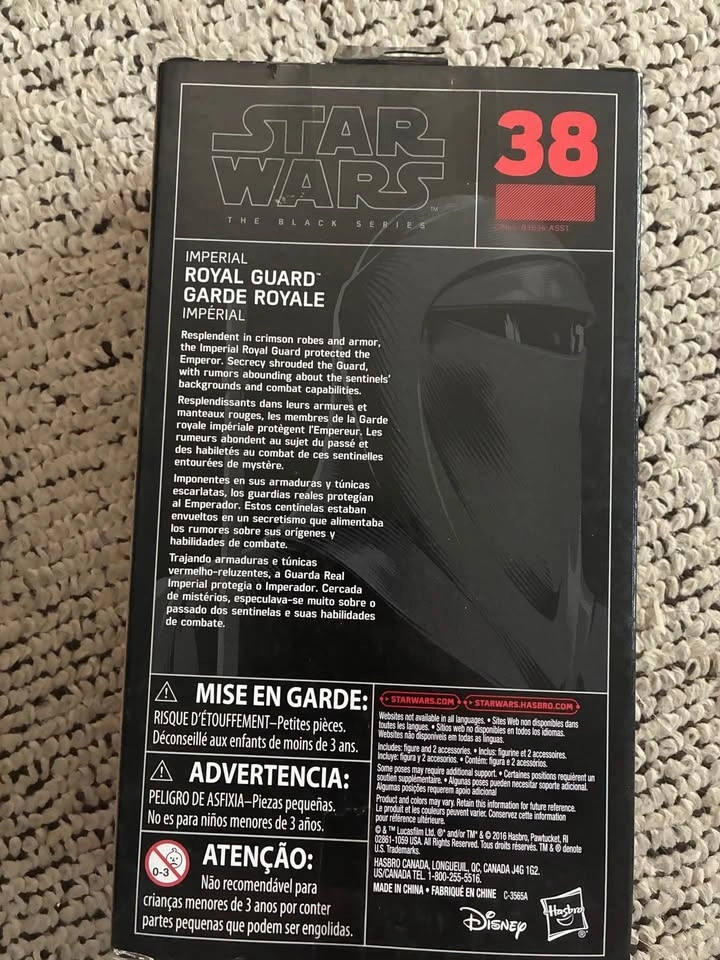 STAR
WARS™
THE BLACK SERIES
38
ASST.
IMPERIAL
ROYAL GUARD™
GARDE ROYALE
IMPÉRIAL
Resplendent in crimson robes and armor,
the Imperial Royal Guard protected the
Emperor. Secrecy shrouded the Guard,
with rumors abounding about the sentinels'
backgrounds and combat capabilities.
Resplendissants dans leurs armures et
manteaux rouges, les membres de la Garde
royale impériale protègent l'Empereur. Les
rumeurs abondent au sujet du passé et
des habiletés au combat de ces sentinelles
entourées de mystère.
Imponentes en sus armaduras y túnicas
escarlatas, los guardias reales protegían
al Emperador. Estos centinelas estaban
envueltos en un secretismo que alimentaba
los rumores sobre sus orígenes y
habilidades de combate.
Trajando armaduras e túnicas
vermelho-reluzentes, a Guarda Real
Imperial protegia o Imperador. Cercada
de mistérios, especulava-se muito sobre o
passado dos sentinelas e suas habilidades
de combate.
MISE EN GARDE:
RISQUE D'ÉTOUFFEMENT–Petites pièces.
Déconseillé aux enfants de moins de 3 ans.
ADVERTENCIA:
PELIGRO DE ASFIXIA–Piezas pequeñas.
No es para niños menores de 3 años.
0-3
ATENÇÃO:
Não recomendável para
crianças menores de 3 anos por conter
partes pequenas que podem ser engolidas.
STARWARS.COM STARWARS.HASBRO.COM
Websites not available in all languages. • Sites Web non disponibles dans
toutes les langues. • Sitios web no disponibles en todos los idiomas.
Websites não disponíveis em todas as línguas.
Includes: figure and 2 accessories. • Inclus: figurine et 2 accessoires.
Incluye: figura y 2 accesorios. • Contém: figura e 2 acessórios.
Some poses may require additional support. • Certaines positions requièrent un
soutien supplémentaire. • Algunas poses pueden necesitar soporte adicional.
Algumas posições requerem apoio adicional
Product and colors may vary. Retain this information for future reference.
Le produit et les couleurs peuvent varier. Conservez cette information
pour référence ultérieure.
© & ™ Lucasfilm Ltd. ®* and/or TM* & © 2016 Hasbro, Pawtucket, RI
02861-1059 USA. All Rights Reserved. Tous droits réservés. TM & ® denote
U.S. Trademarks.
HASBRO CANADA, LONGUEUIL, QC, CANADA J4G 1G2.
US/CANADA TEL. 1-800-255-5516.
MADE IN CHINA • FABRIQUÉ EN CHINE C-3565A
Disney
Hasbro®